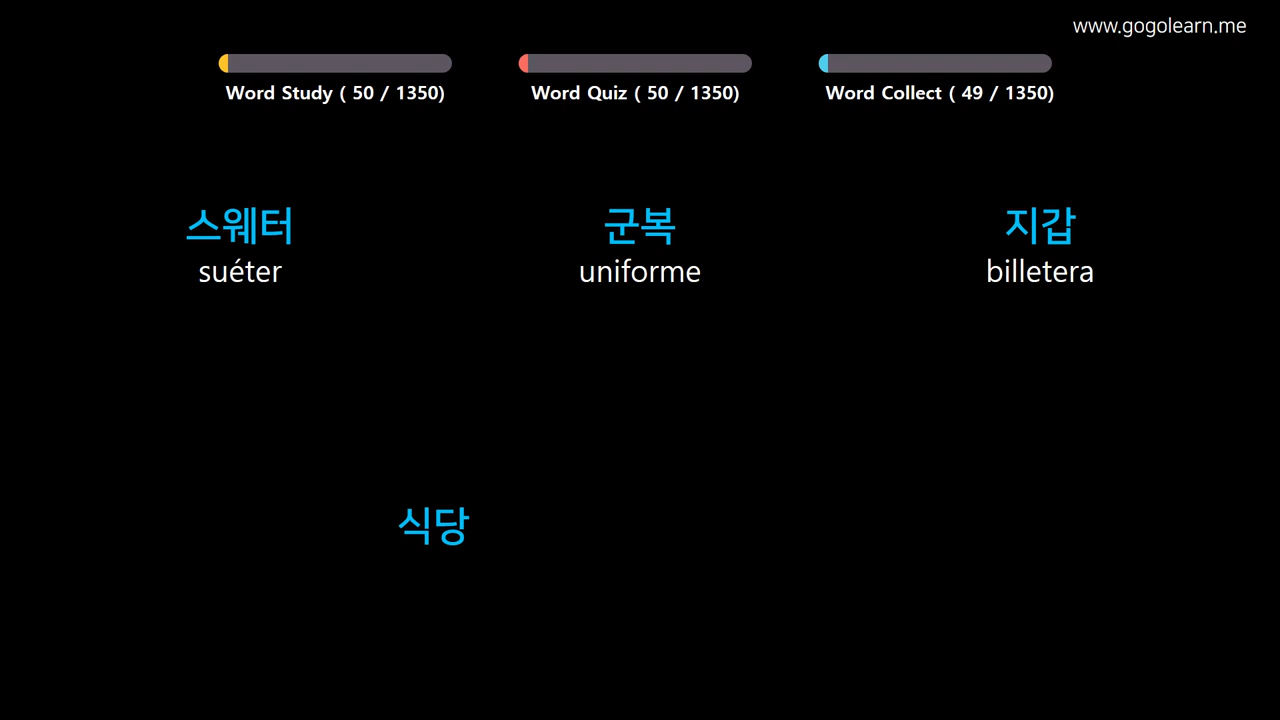 www.gogolearn.me
Word Study ( 50 / 1350)
Word Quiz ( 50 / 1350)
Word Collect ( 49 / 1350)
스웨터
suéter
군복
uniforme
지갑
billetera
식당